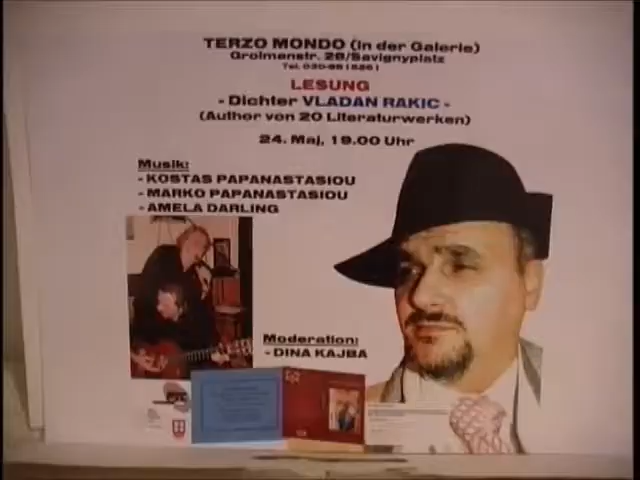 TERZO MONDO (in der Galerie)
Grolmenstr. 28/Savignyplatz
LESUNG
- Dichter VLADAN RAKIC -
(Author von 20 Literaturwerken)
24. Maj, 19.00 Uhr
Musik:
- KOSTAS PAPANASTASIOU
- MARKO PAPANASTASIOU
- AMELA DARLING
Moderation:
- DINA KAJBA